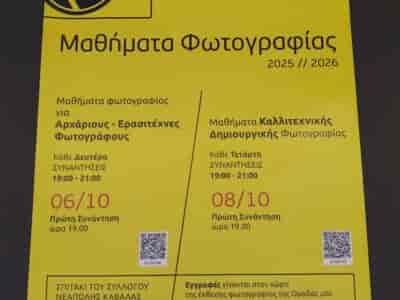 Μαθήματα Φωτογραφίας
2025 // 2026
Μαθήματα φωτογραφίας
για
Αρχάριους - Ερασιτέχνες
Φωτογράφους
Κάθε Δευτέρα
ΣΥΝΑΝΤΗΣΕΙΣ
19:00 - 21:00
06/10
Πρώτη Συνάντηση
ώρα 19.00
Μαθήματα Καλλιτεχνικής
Δημιουργικής Φωτογραφίας
Κάθε Τετάρτη
ΣΥΝΑΝΤΗΣΕΙΣ
19:00 - 21:00
08/10
Πρώτη Συνάντηση
ώρα 19.00
ΣΠΙΤΑΚΙ ΤΟΥ ΣΥΛΛΟΓΟΥ
ΝΕΑΠΟΛΗΣ ΚΑΒΑΛΑΣ
Εγγραφές γίνονται στον χώρο
της έκθεσης φωτογραφίας της Ομάδας μας